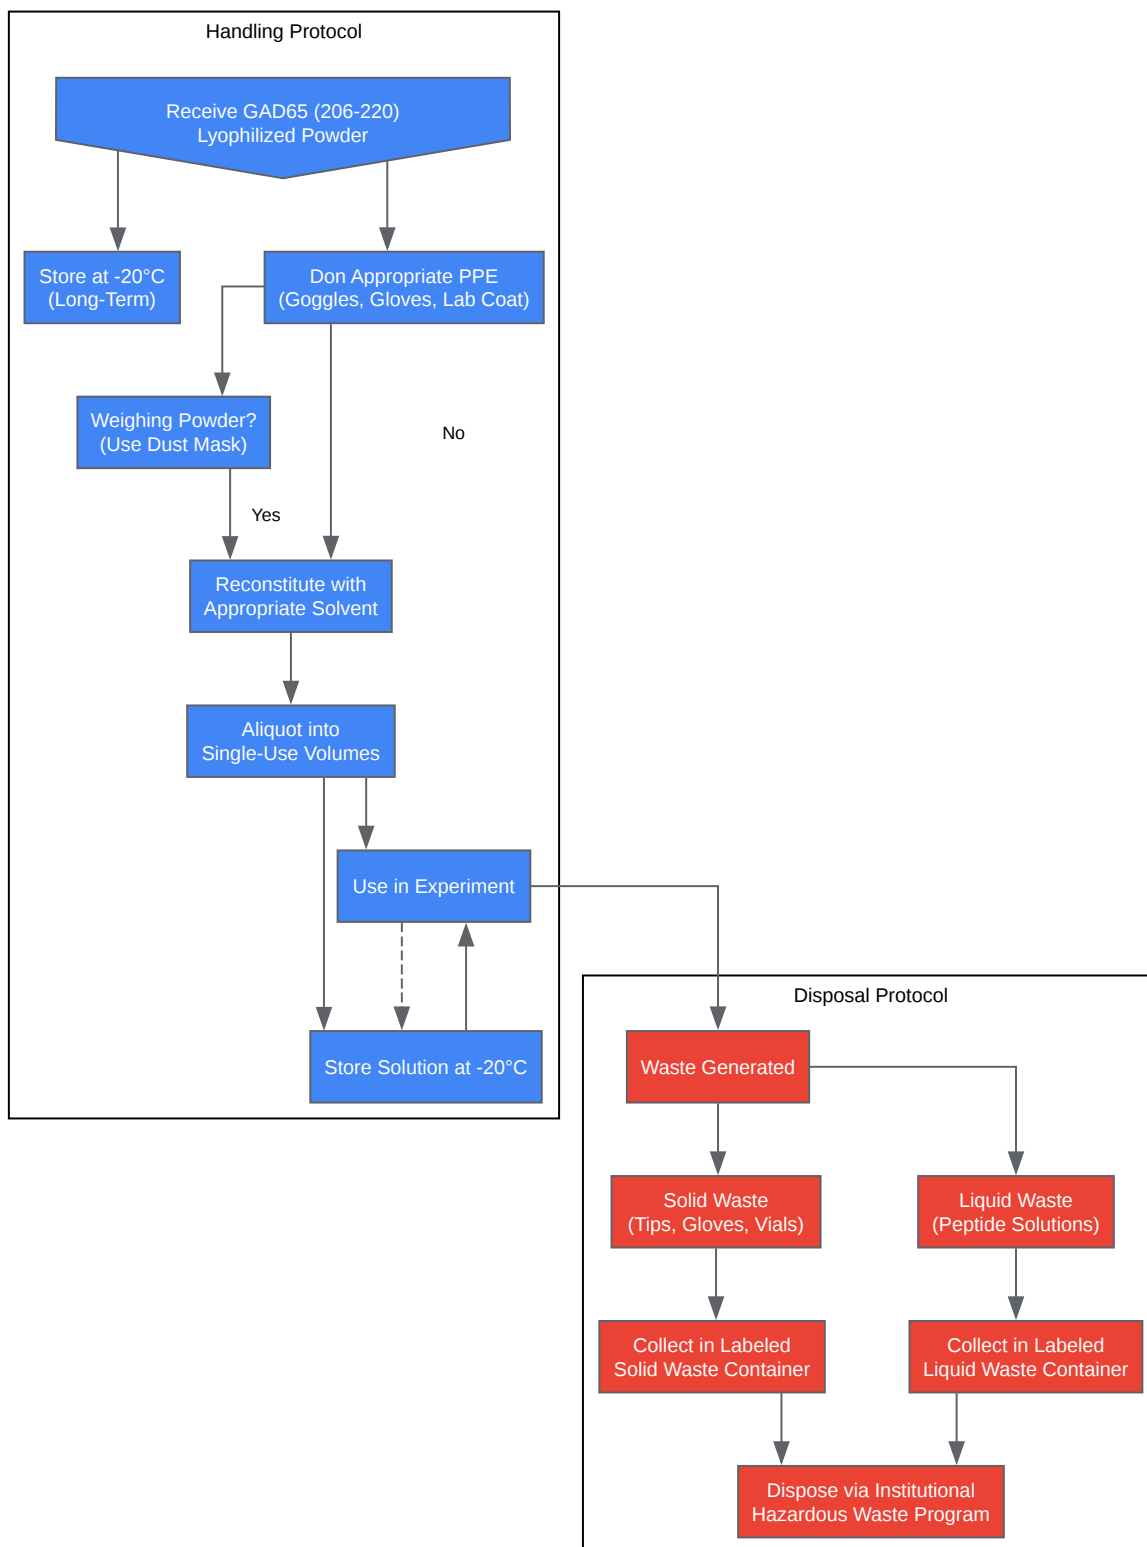 Handling Protocol
Receive GAD65 (206-220)
Lyophilized Powder
Store at -20°C
(Long-Term)
Don Appropriate PPE
(Goggles, Gloves, Lab Coat)
Weighing Powder?
(Use Dust Mask)
No
Yes
Reconstitute with
Appropriate Solvent
Aliquot into
Single-Use Volumes
Use in Experiment
Store Solution at -20°C
Disposal Protocol
Waste Generated
Solid Waste
(Tips, Gloves, Vials)
Liquid Waste
(Peptide Solutions)
Collect in Labeled
Solid Waste Container
Collect in Labeled
Liquid Waste Container
Dispose via Institutional
Hazardous Waste Program